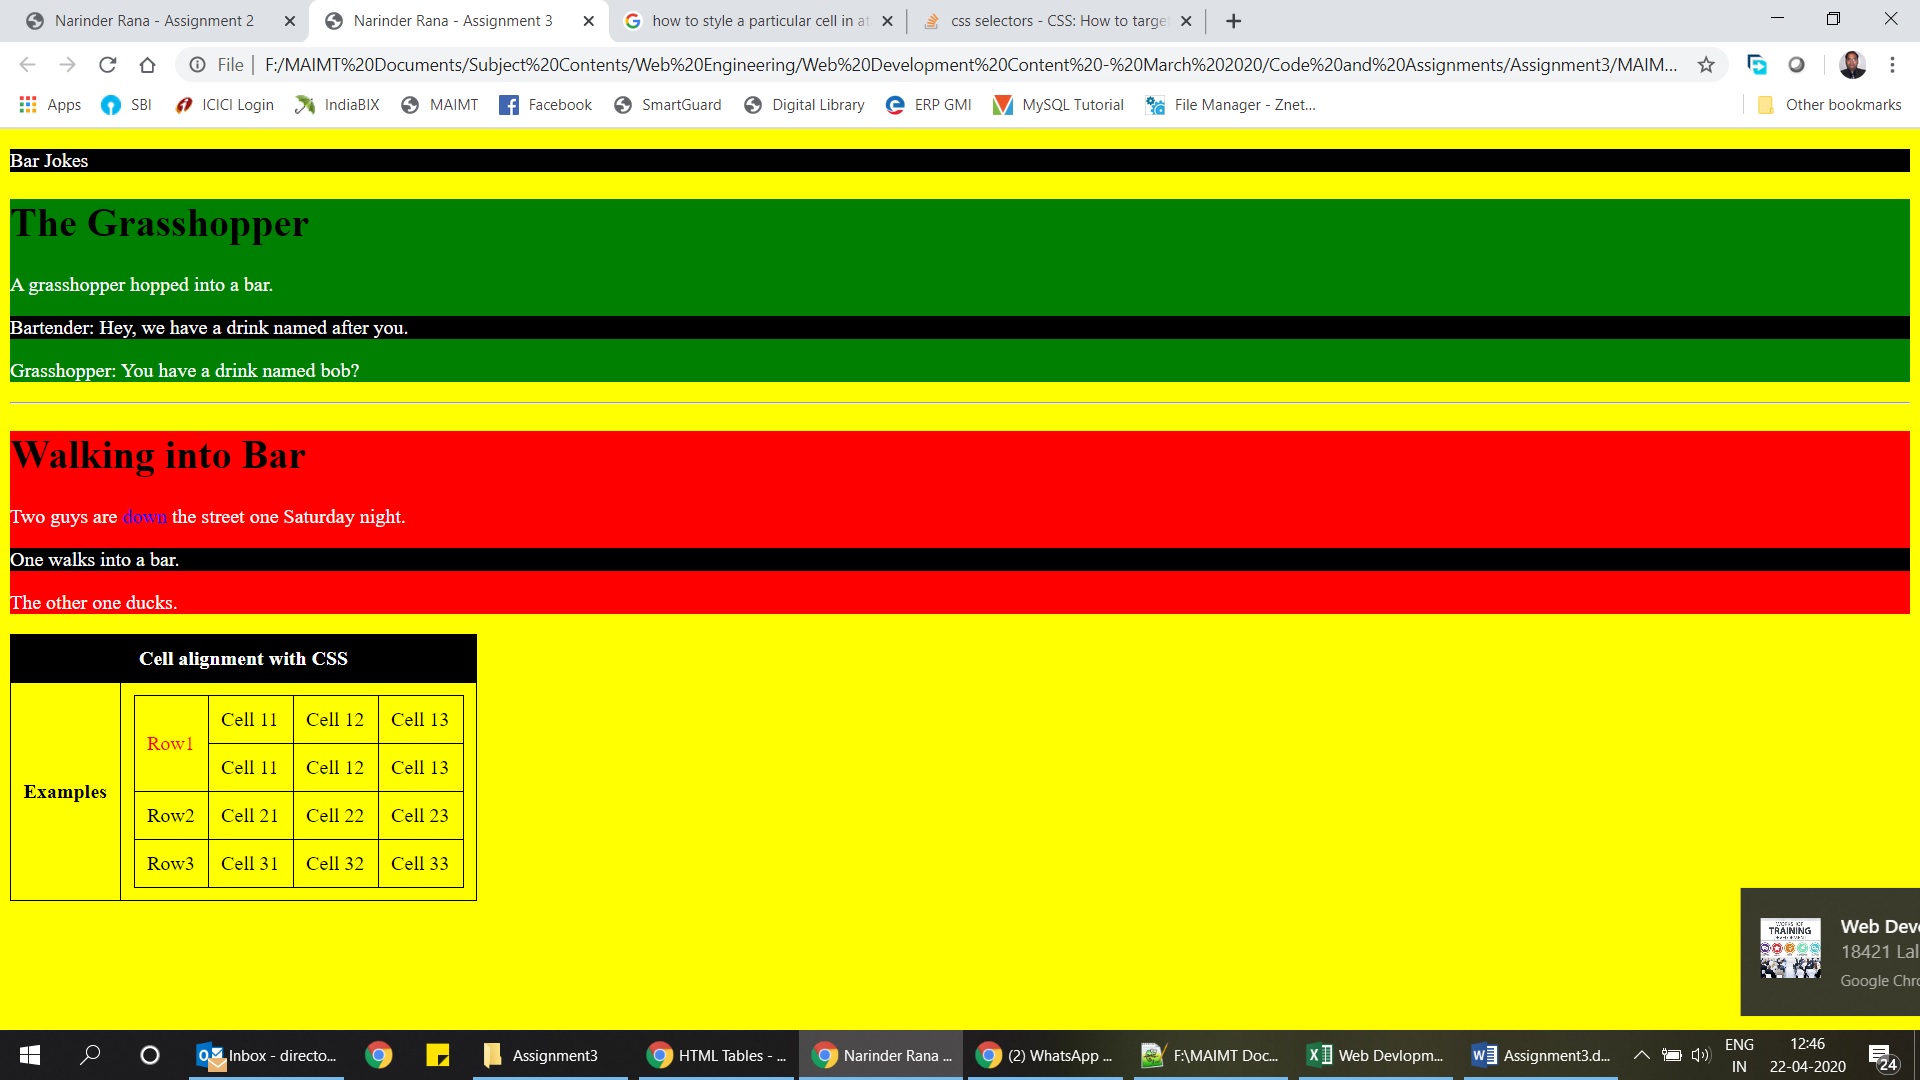 Narinder Rana - Assignment 2
Narinder Rana - Assignment 3
how to style a particular cell in at
css selectors - CSS: How to target
File
F:/MAIMT%20Documents/Subject%20Contents/Web%20Engineering/Web%20Development%20Content%20-%20March%202020/Code%20and%20Assignments/Assignment3/MAIM...
Apps
SBI
ICICI Login
IndiaBIX
MAIMT
Facebook
SmartGuard
Digital Library
ERP GMI
MySQL Tutorial
File Manager - Znet...
Other bookmarks
Bar Jokes
The Grasshopper
A grasshopper hopped into a bar.
Bartender: Hey, we have a drink named after you.
Grasshopper: You have a drink named bob?
Walking into Bar
Two guys are down the street one Saturday night.
One walks into a bar.
The other one ducks.
Cell alignment with CSS
Examples
Row1
Cell 11 Cell 12 Cell 13
Cell 11 Cell 12 Cell 13
Row2 Cell 21 Cell 22 Cell 23
Row3 Cell 31 Cell 32 Cell 33
TRAINING
Web Dev
18421 Lal
Google Chr
Inbox - directo...
Assignment3
HTML Tables - ...
Narinder Rana ...
(2) WhatsApp ...
F:\MAIMT Doc...
Web Devlopm...
Assignment3.d...
ENG
IN
12:46
22-04-2020
24